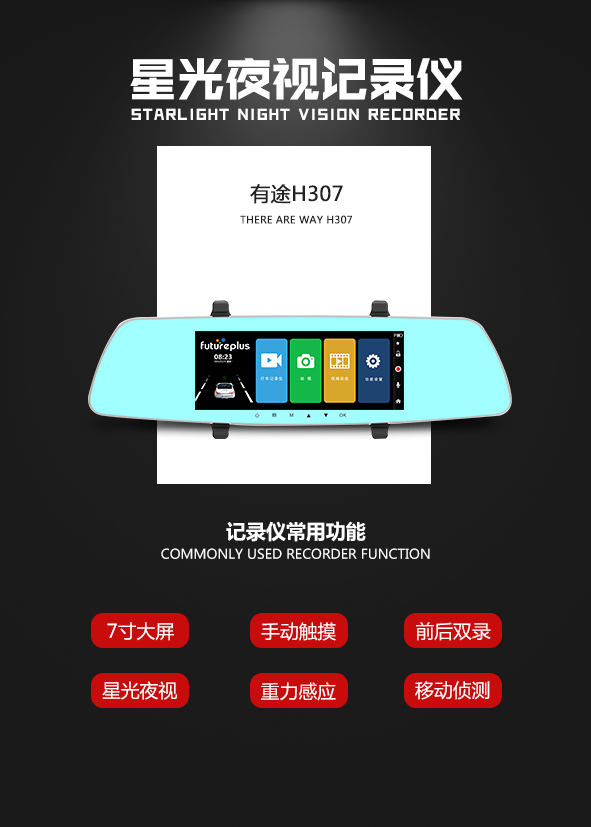 星光夜视记录仪
STARLIGHT NIGHT VISION RECORDER
有途H307
THERE ARE WAY H307
futureplus
08:23
记录仪常用功能
COMMONLY USED RECORDER FUNCTION
7寸大屏 手动触摸 前后双录
星光夜视 重力感应 移动侦测
M OK